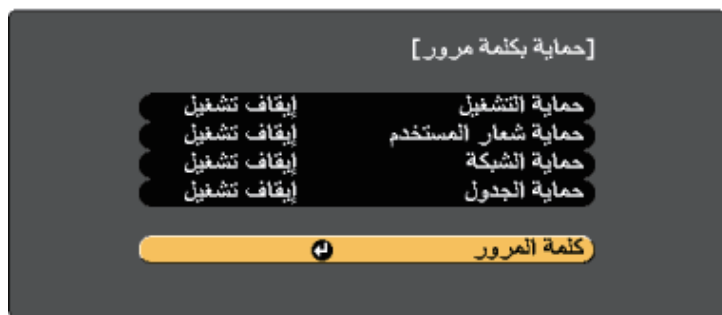 [حماية بكلمة مرور]
حماية التشغيل إيقاف تشغيل
حماية شعار المستخدم إيقاف تشغيل
حماية الشبكة إيقاف تشغيل
حماية الجدول إيقاف تشغيل
كلمة المرور